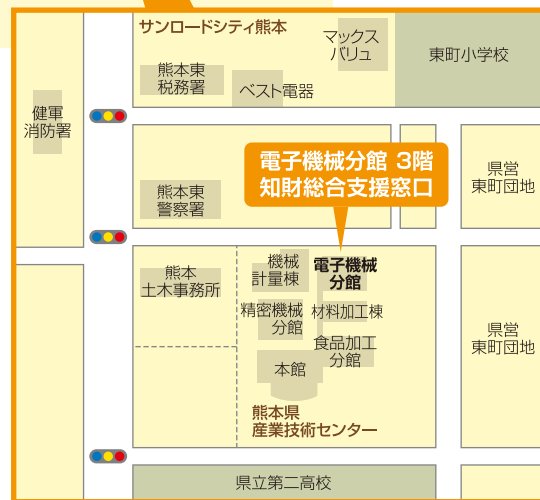 サンロードシティ熊本
マックス
バリュ
東町小学校
熊本東
税務署
ベスト電器
健軍
消防署
電子機械分館 3階
知財総合支援窓口
県営
東町団地
熊本東
警察署
機械
計量棟
電子機械
分館
熊本
土木事務所
精密機械
分館
材料加工棟
食品加工
分館
県営
東町団地
本館
熊本県
産業技術センター
県立第二高校